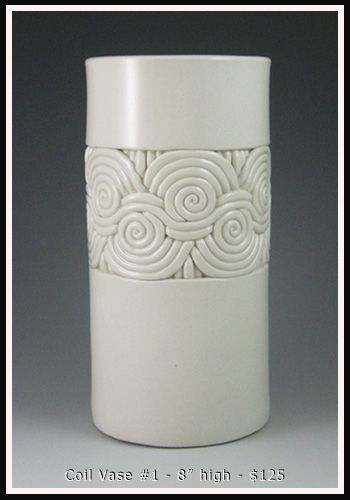 Coil Vase #1 - 8” high - $125